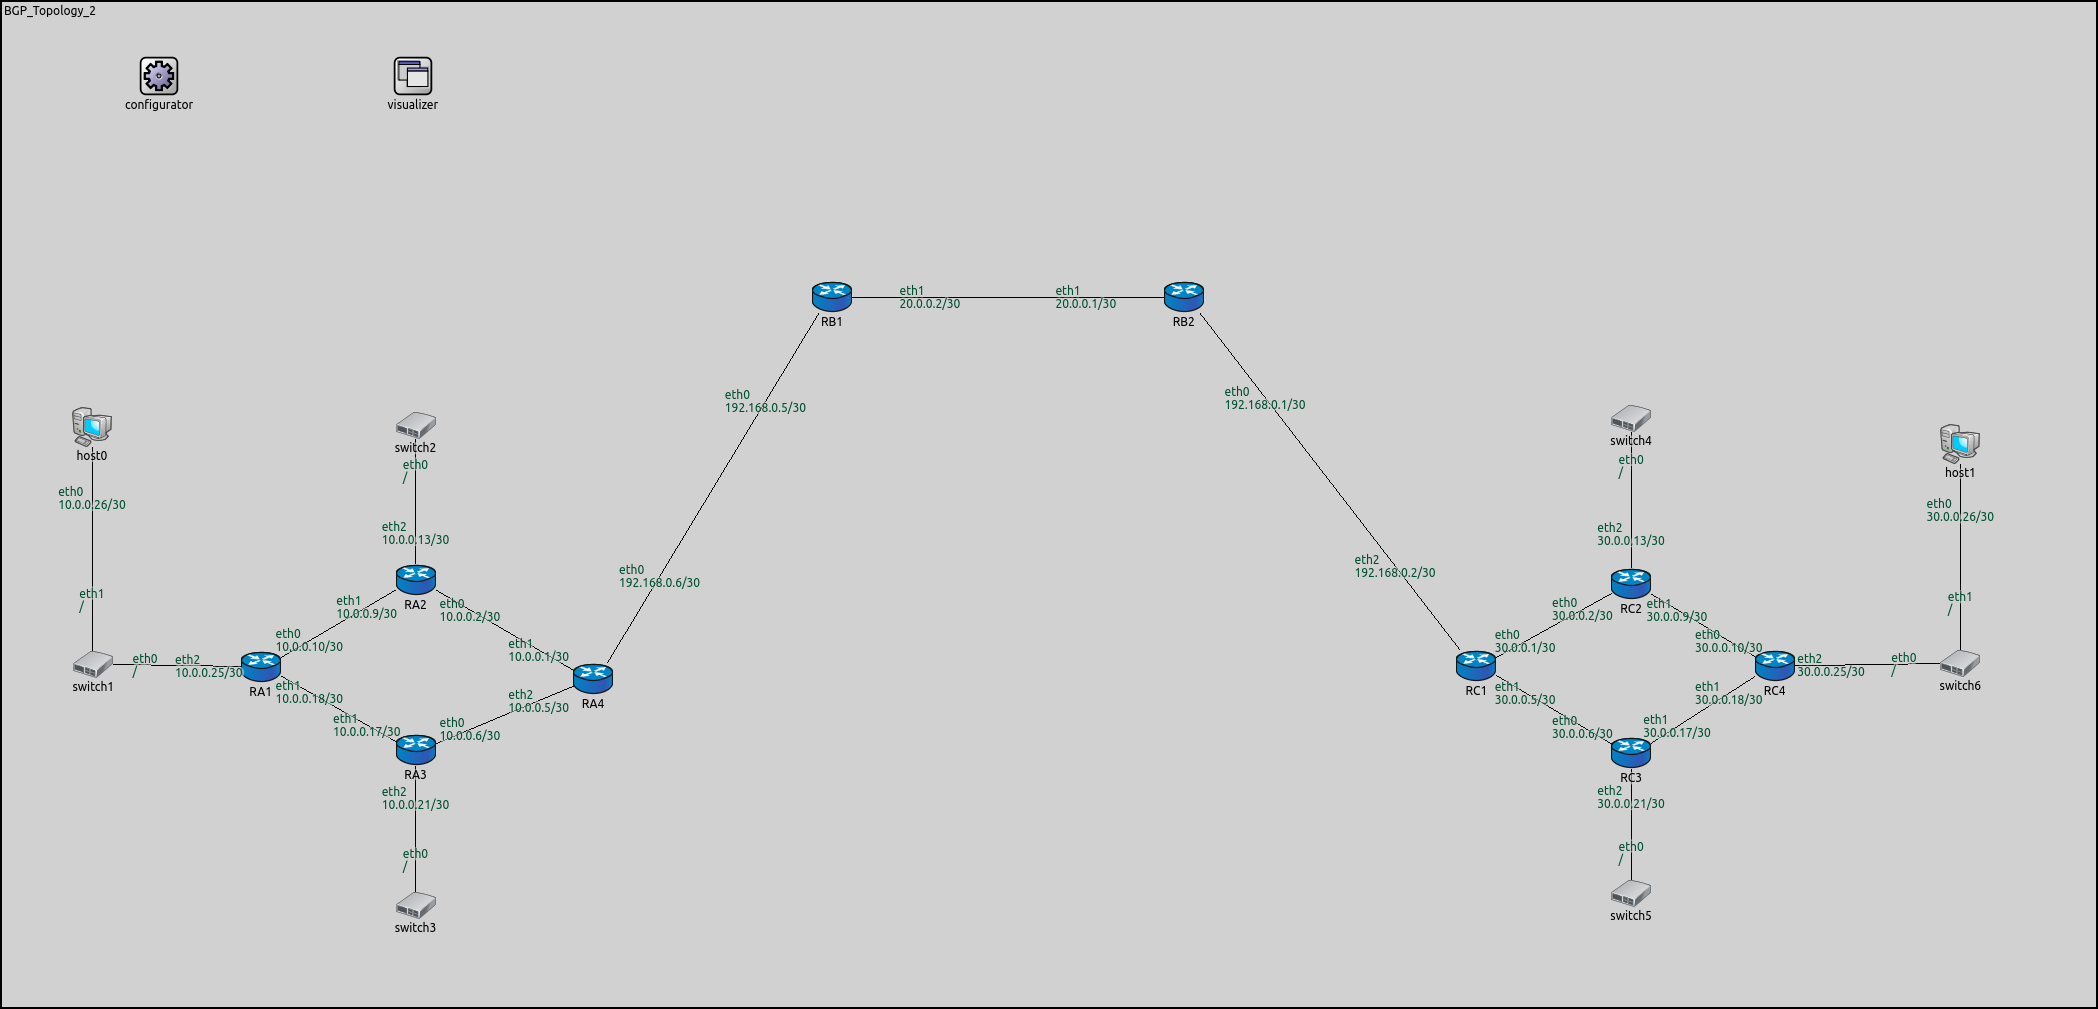 BGP_Topology_2
configurator
visualizer
eth1
20.0.0.2/30
eth1
20.0.0.1/30
RB1
RB2
eth0
192.168.0.5/30
eth0
192.168.0.1/30
host0
switch2
switch4
host1
eth0
/
eth0
/
eth0
10.0.0.26/30
eth0
30.0.0.26/30
eth2
10.0.0.13/30
eth2
30.0.0.13/30
eth0
192.168.0.6/30
eth2
192.168.0.2/30
eth1
/
eth1
/
RA2
eth1
10.0.0.9/30
eth0
10.0.0.2/30
RC2
eth0
30.0.0.2/30
eth1
30.0.0.9/30
eth0
10.0.0.10/30
eth1
10.0.0.1/30
eth0
30.0.0.1/30
eth0
30.0.0.10/30
switch1
eth0
/
eth2
10.0.0.25/30
RA1
RA4
RC1
RC4
eth2
30.0.0.25/30
eth0
/
switch6
eth1
10.0.0.18/30
eth2
10.0.0.5/30
eth1
30.0.0.5/30
eth1
30.0.0.18/30
eth1
10.0.0.17/30
eth0
10.0.0.6/30
eth0
30.0.0.6/30
eth1
30.0.0.17/30
RA3
RC3
eth2
10.0.0.21/30
eth2
30.0.0.21/30
eth0
/
eth0
/
switch3
switch5